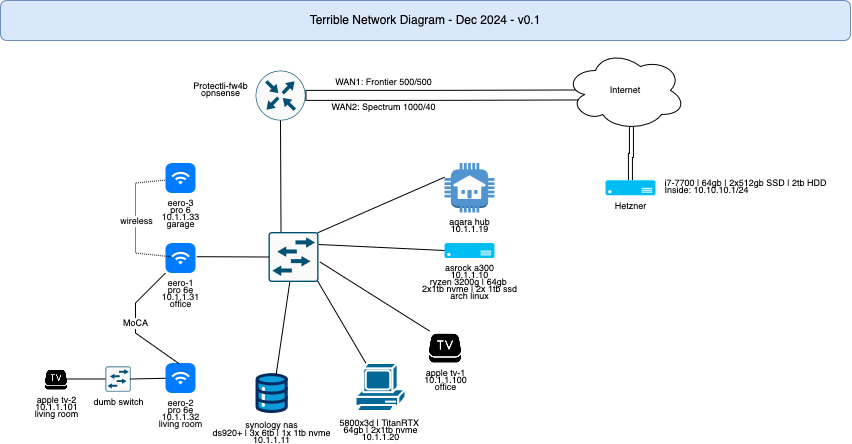 Terrible Network Diagram - Dec 2024 - v0.1
Protectli-fw4b
opnsense
WAN1: Frontier 500/500
WAN2: Spectrum 1000/40
Internet
i7-7700 | 64gb | 2x512gb SSD | 2tb HDD
Inside: 10.10.10.1/24
Hetzner
eero-3
pro 6
10.1.1.33
garage
wireless
eero-1
pro 6e
10.1.1.31
office
MoCA
eero-2
pro 6e
10.1.1.32
living room
dumb switch
TV
apple tv-2
10.1.1.101
living room
aqara hub
10.1.1.19
asrock a300
10.1.1.10
ryzen 3200g | 64gb
2x1tb nvme | 2x 1tb ssd
arch linux
TV
apple tv-1
10.1.1.100
office
synology nas
ds920+ | 3x 6tb | 1x 1tb nvme
10.1.1.11
5800x3d | TitanRTX
64gb | 2x1tb nvme
10.1.1.20